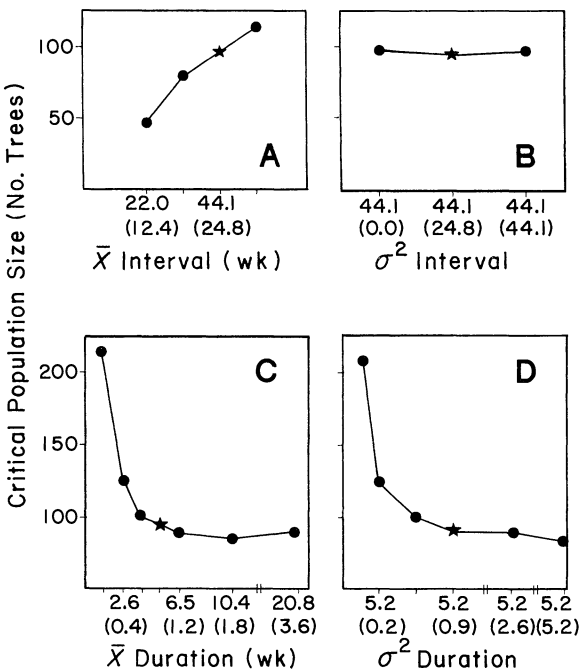 Critical Population Size (No. Trees)
100
50
A
22.0 44.1
(12.4) (24.8)
X̄ Interval (wk)
B
44.1 44.1 44.1
(0.0) (24.8) (44.1)
σ² Interval
200
150
100
C
2.6 6.5 10.4 20.8
(0.4) (1.2) (1.8) (3.6)
X̄ Duration (wk)
D
5.2 5.2 5.2 5.2
(0.2) (0.9) (2.6) (5.2)
σ² Duration